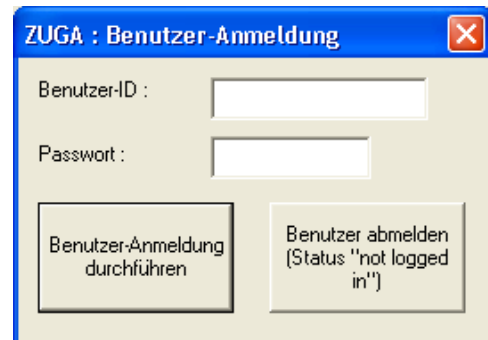 ZUGA : Benutzer-Anmeldung
Benutzer-ID :
Passwort :
Benutzer-Anmeldung
durchführen
Benutzer abmelden
(Status "not logged
in")